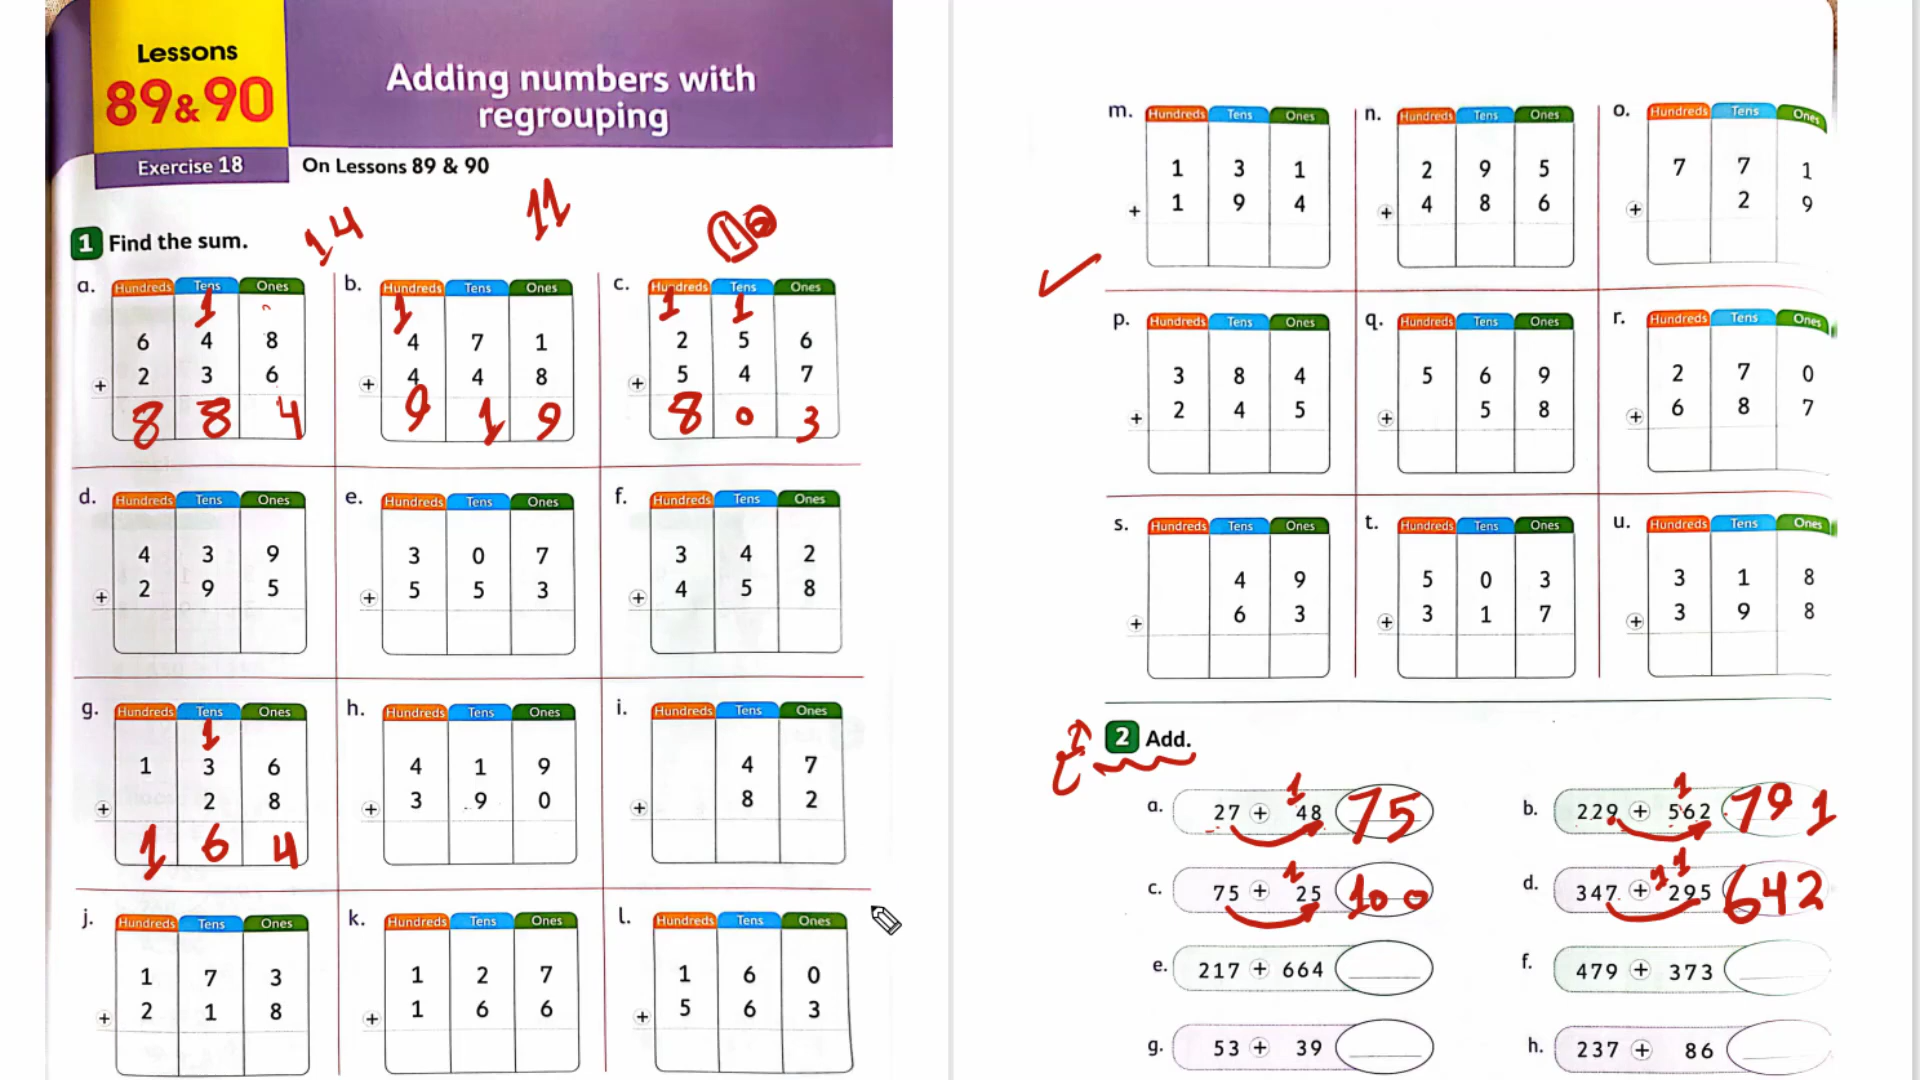 Lessons
89&90
Adding numbers with
regrouping
Exercise 18
On Lessons 89 & 90
1 Find the sum.
14
11
10
a. Hundreds Tens Ones
1
6 4 8
+ 2 3 6
8 8 4
b. Hundreds Tens Ones
1
4 7 1
+ 4 4 8
9 1 9
c. Hundreds Tens Ones
1 1
2 5 6
+ 5 4 7
8 0 3
d. Hundreds Tens Ones
4 3 9
+ 2 9 5
e. Hundreds Tens Ones
3 0 7
+ 5 5 3
f. Hundreds Tens Ones
3 4 2
+ 4 5 8
g. Hundreds Tens Ones
1
1 3 6
+ 2 8
1 6 4
h. Hundreds Tens Ones
4 1 9
+ 3 9 0
i. Hundreds Tens Ones
4 7
+ 8 2
j. Hundreds Tens Ones
1 7 3
+ 2 1 8
k. Hundreds Tens Ones
1 2 7
+ 1 6 6
l. Hundreds Tens Ones
1 6 0
+ 5 6 3
m. Hundreds Tens Ones
1 3 1
+ 1 9 4
n. Hundreds Tens Ones
2 9 5
+ 4 8 6
o. Hundreds Tens Ones
7 7 1
+ 2 9
p. Hundreds Tens Ones
3 8 4
+ 2 4 5
q. Hundreds Tens Ones
5 6 9
+ 5 8
r. Hundreds Tens Ones
2 7 0
+ 6 8 7
s. Hundreds Tens Ones
4 9
+ 6 3
t. Hundreds Tens Ones
5 0 3
+ 3 1 7
u. Hundreds Tens Ones
3 1 8
+ 3 9 8
2 Add.
1
a. 27 + 48 75
1
b. 229 + 562 791
1
c. 75 + 25 100
1 1
d. 347 + 295 642
e. 217 + 664
f. 479 + 373
g. 53 + 39
h. 237 + 86